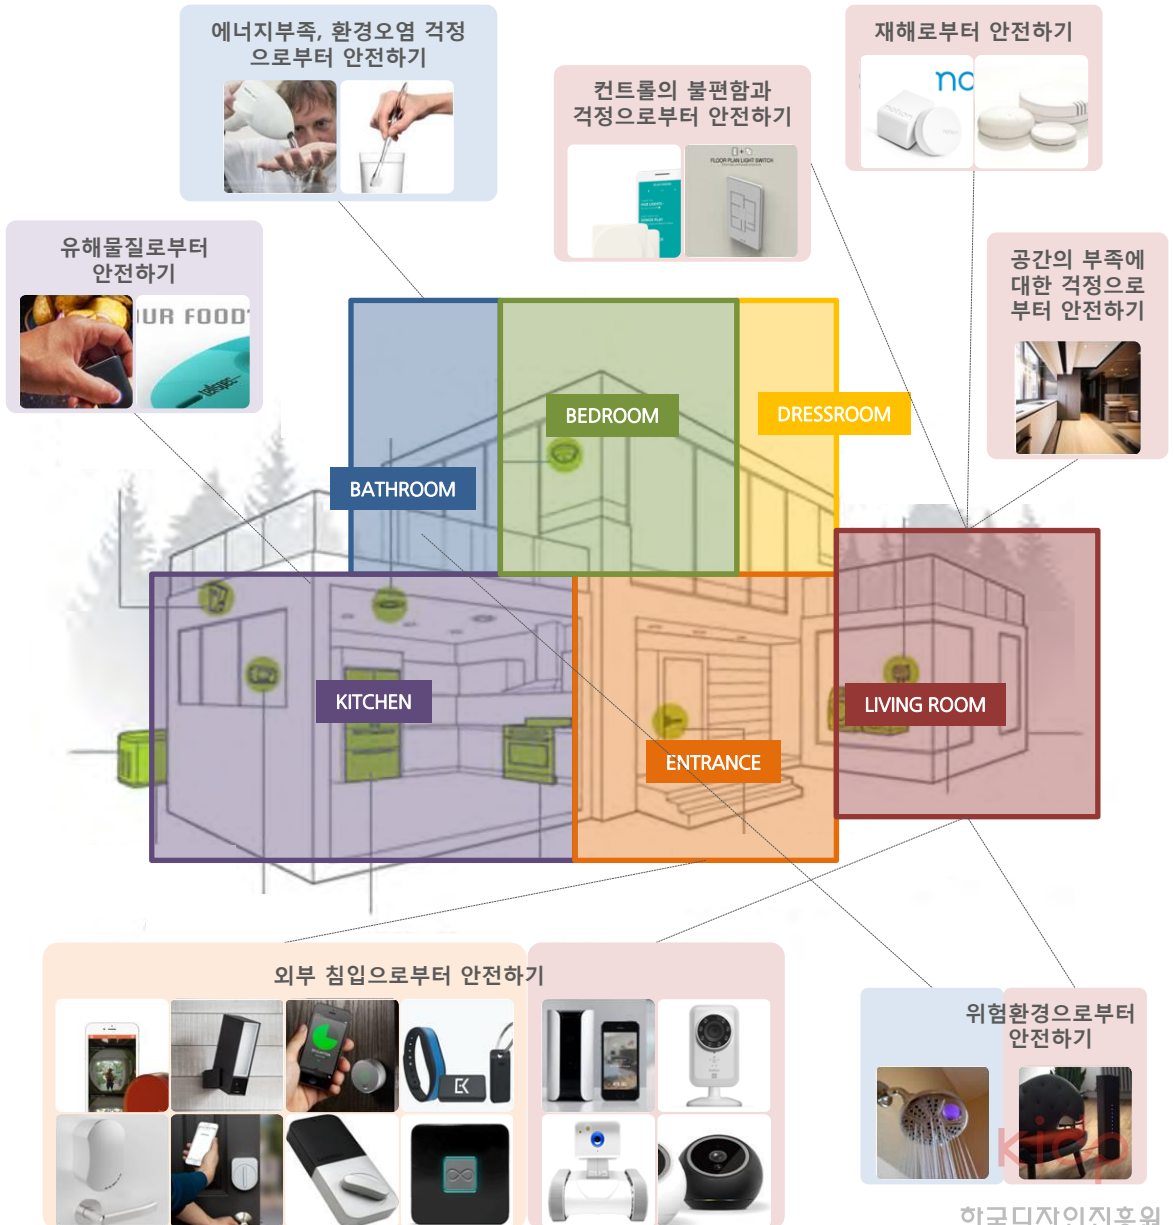 에너지부족, 환경오염 걱정
으로부터 안전하기
컨트롤의 불편함과
걱정으로부터 안전하기
FLOOR PLAN LIGHT SWITCH
재해로부터 안전하기
유해물질로부터
안전하기
UR FOOD
tellspec
공간의 부족에
대한 걱정으로
부터 안전하기
BEDROOM
DRESSROOM
BATHROOM
KITCHEN
LIVING ROOM
ENTRANCE
외부 침입으로부터 안전하기
위험환경으로부터
안전하기
kidp
한국디자인진흥원